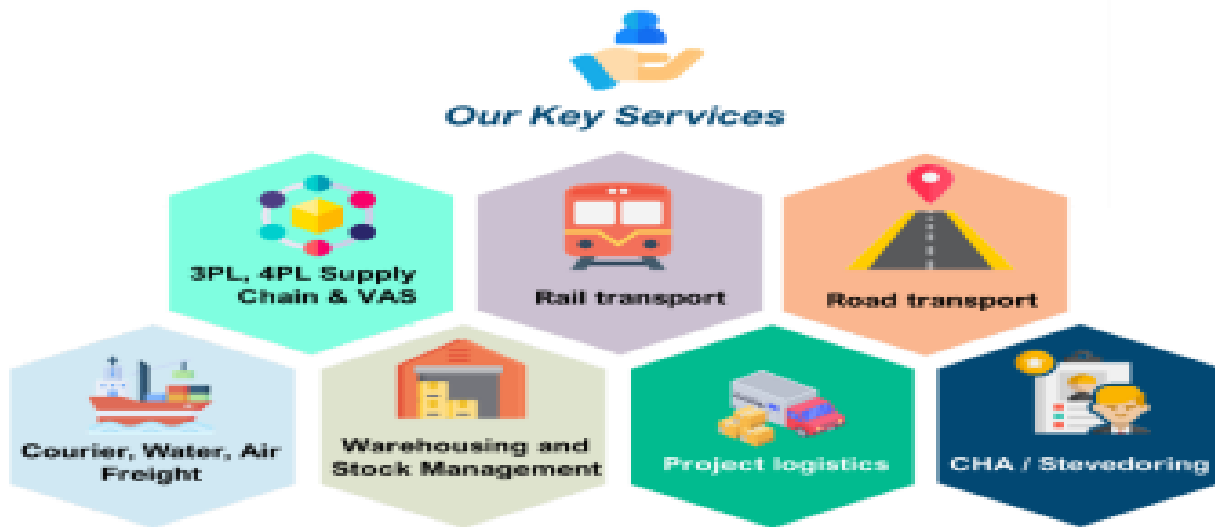 Our Key Services
3PL, 4PL Supply
Chain & VAS
Rail transport
Road transport
Courier, Water, Air
Freight
Warehousing and
Stock Management
Project logistics
CHA / Stevedoring